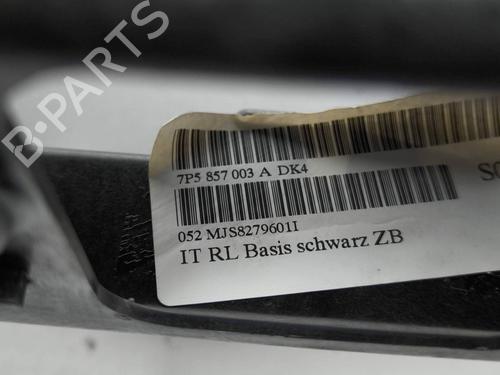 B-PARTS
7P5 857 003 A DK4
052 MJS8279601I
IT RL Basis schwarz ZB